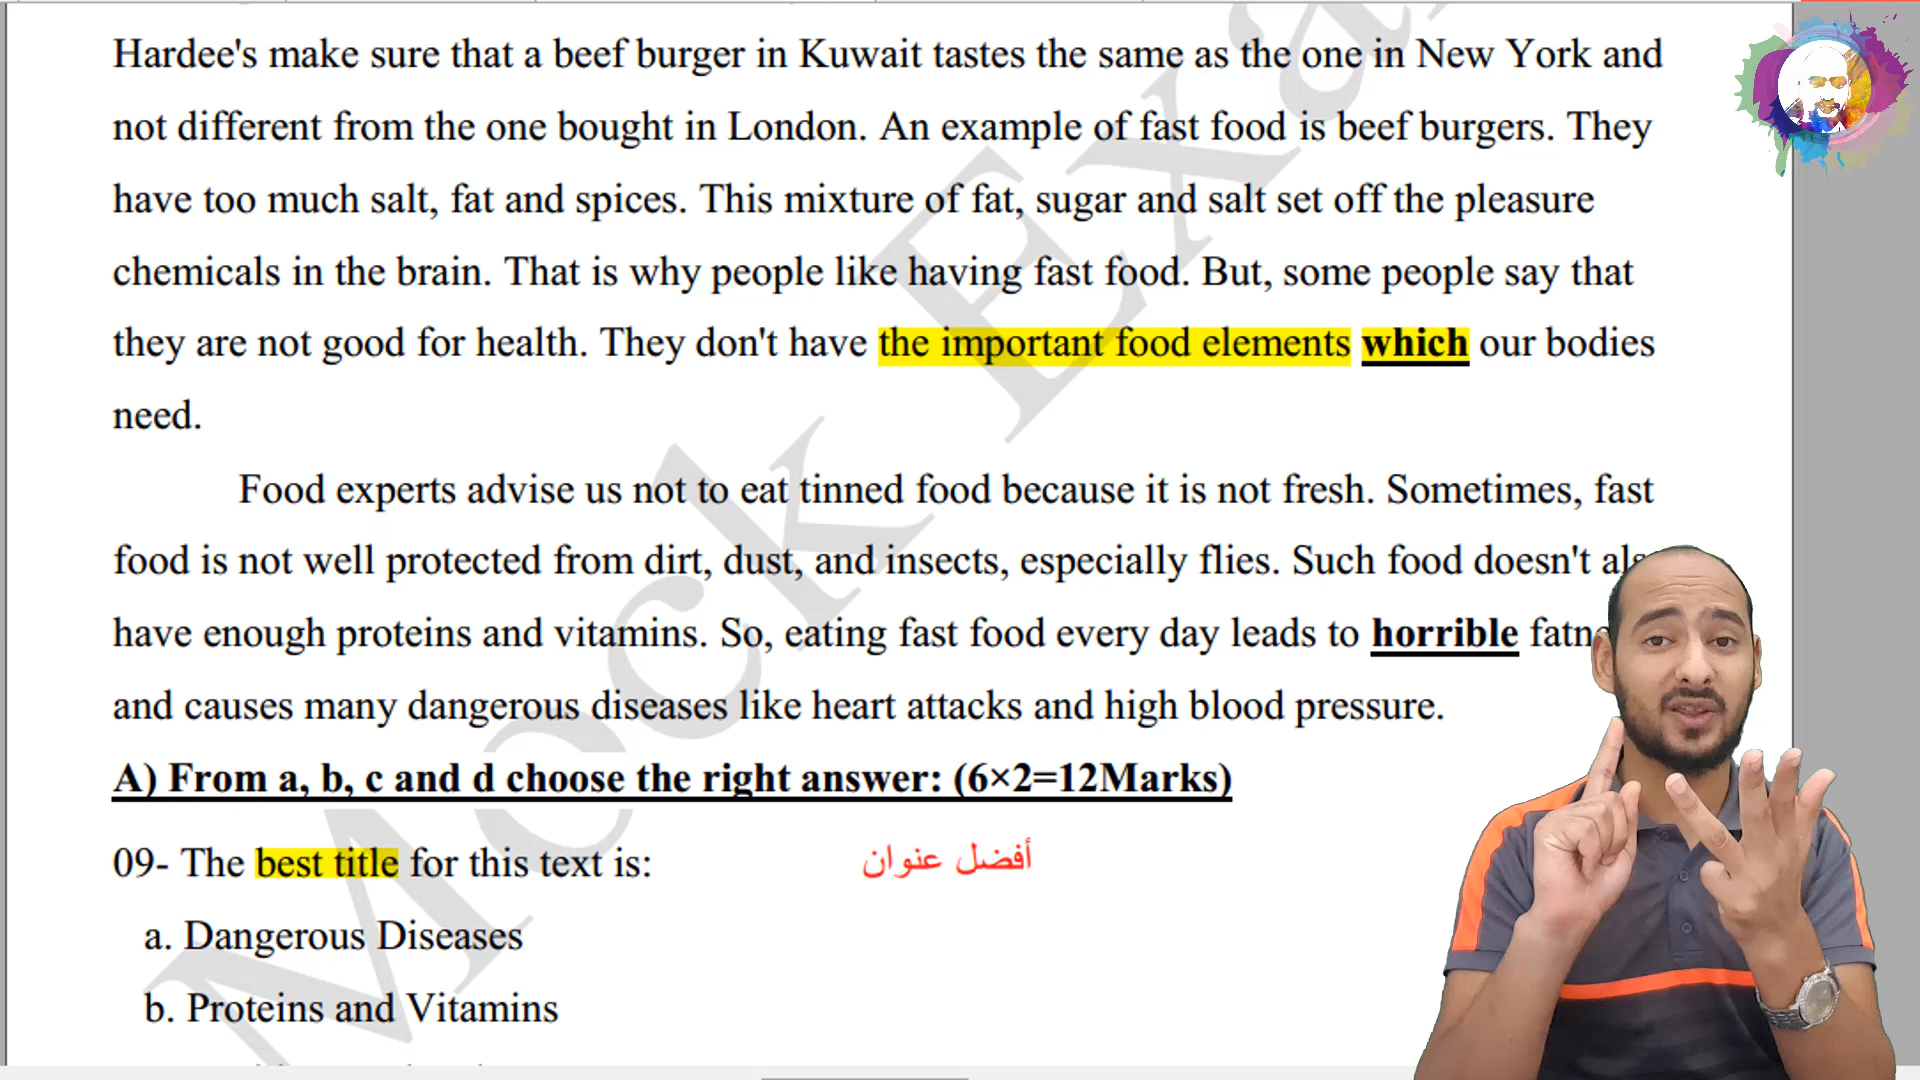 Hardee's make sure that a beef burger in Kuwait tastes the same as the one in New York and
not different from the one bought in London. An example of fast food is beef burgers. They
have too much salt, fat and spices. This mixture of fat, sugar and salt set off the pleasure
chemicals in the brain. That is why people like having fast food. But, some people say that
they are not good for health. They don't have the important food elements which our bodies
need.
Food experts advise us not to eat tinned food because it is not fresh. Sometimes, fast
food is not well protected from dirt, dust, and insects, especially flies. Such food doesn't
have enough proteins and vitamins. So, eating fast food every day leads to horrible
and causes many dangerous diseases like heart attacks and high blood pressure.
A) From a, b, c and d choose the right answer: (6×2=12Marks)
09- The best title for this text is: أفضل عنوان
a. Dangerous Diseases
b. Proteins and Vitamins
Mock